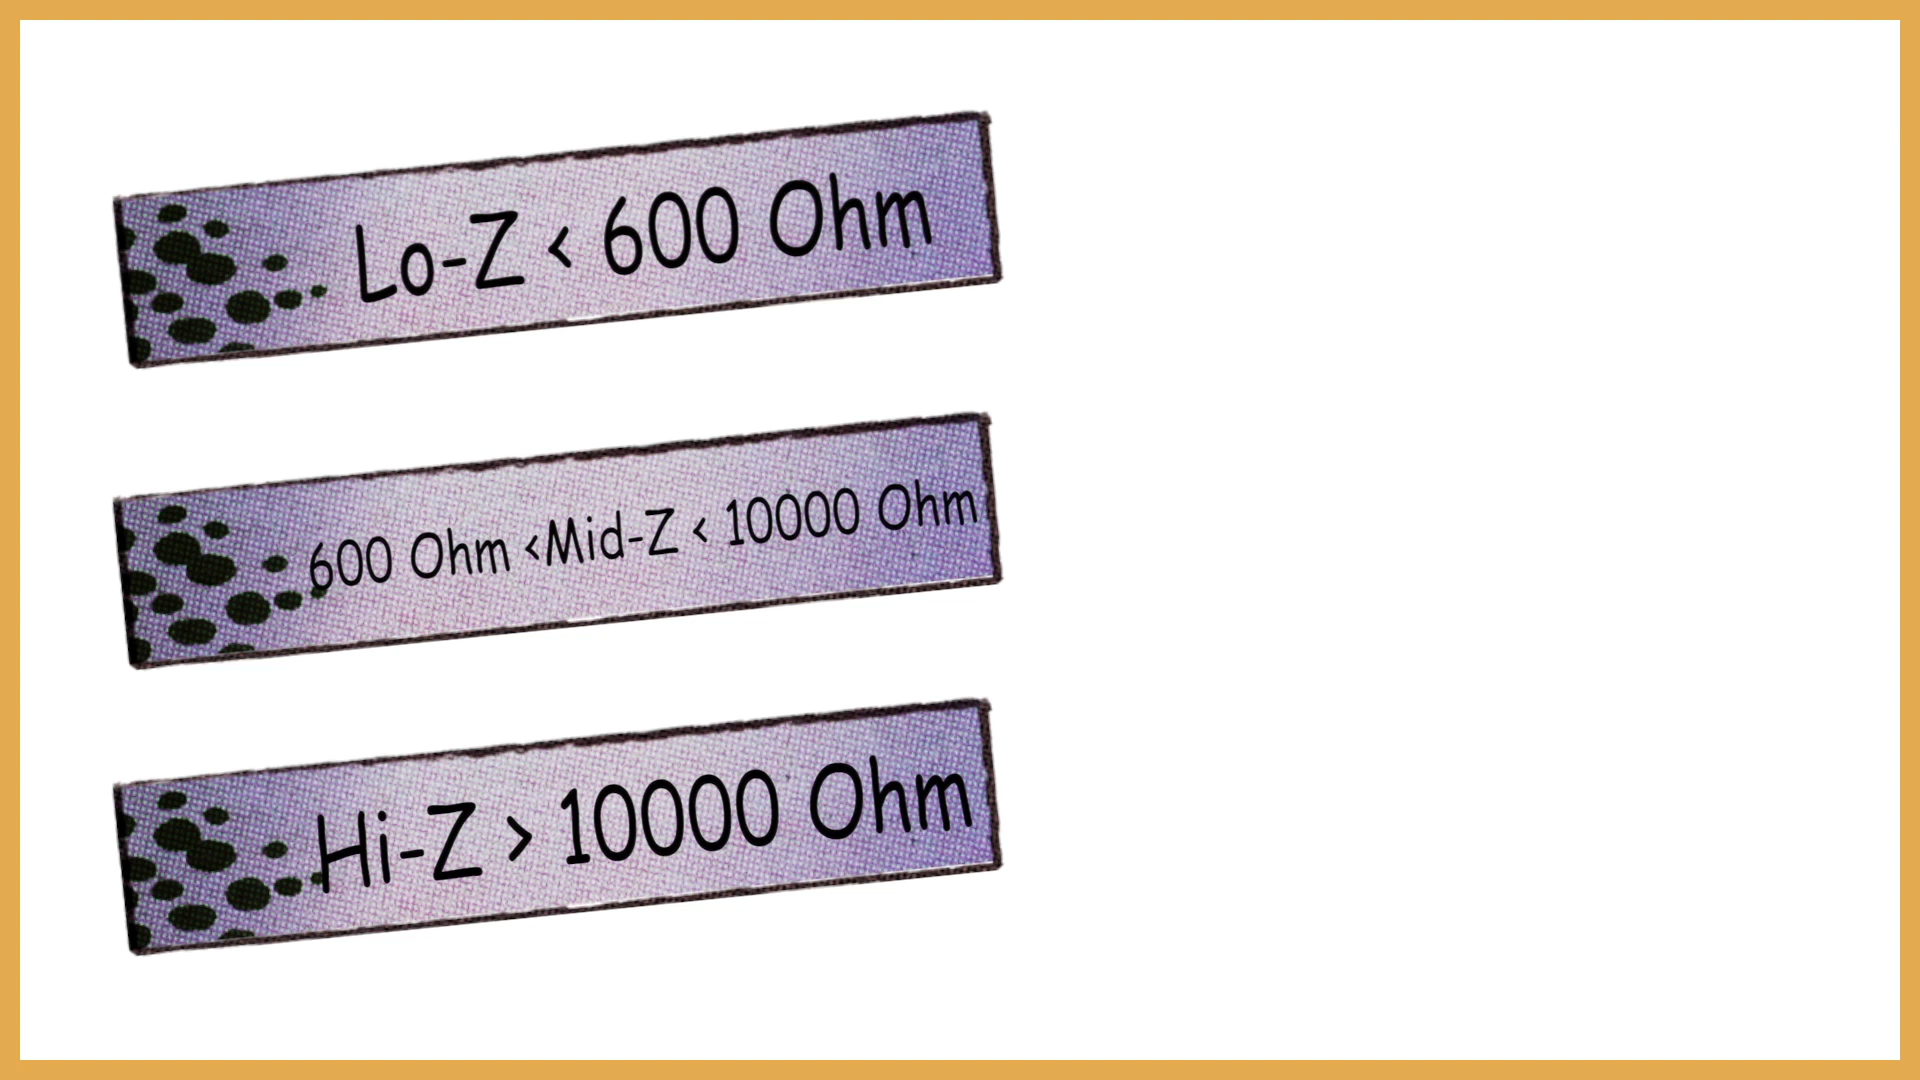 Lo-Z < 600 Ohm
600 Ohm <Mid-Z < 10000 Ohm
Hi-Z > 10000 Ohm